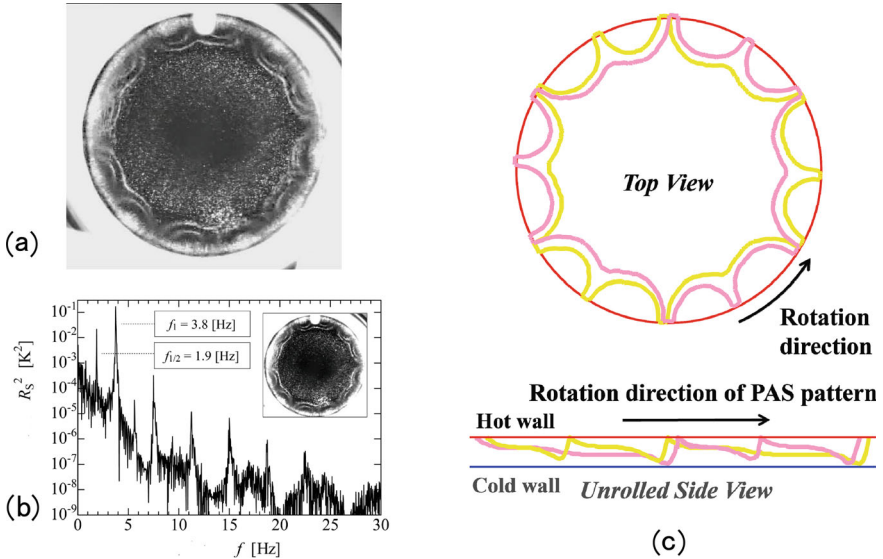 (a)
R_S^2 [K^2]
10^-1
10^-2
10^-3
10^-4
10^-5
10^-6
10^-7
10^-8
10^-9
f_1 = 3.8 [Hz]
f_1/2 = 1.9 [Hz]
0 5 10 15 20 25 30
f [Hz]
(b)
Top View
Rotation
direction
Rotation direction of PAS pattern
Hot wall
Cold wall
Unrolled Side View
(c)